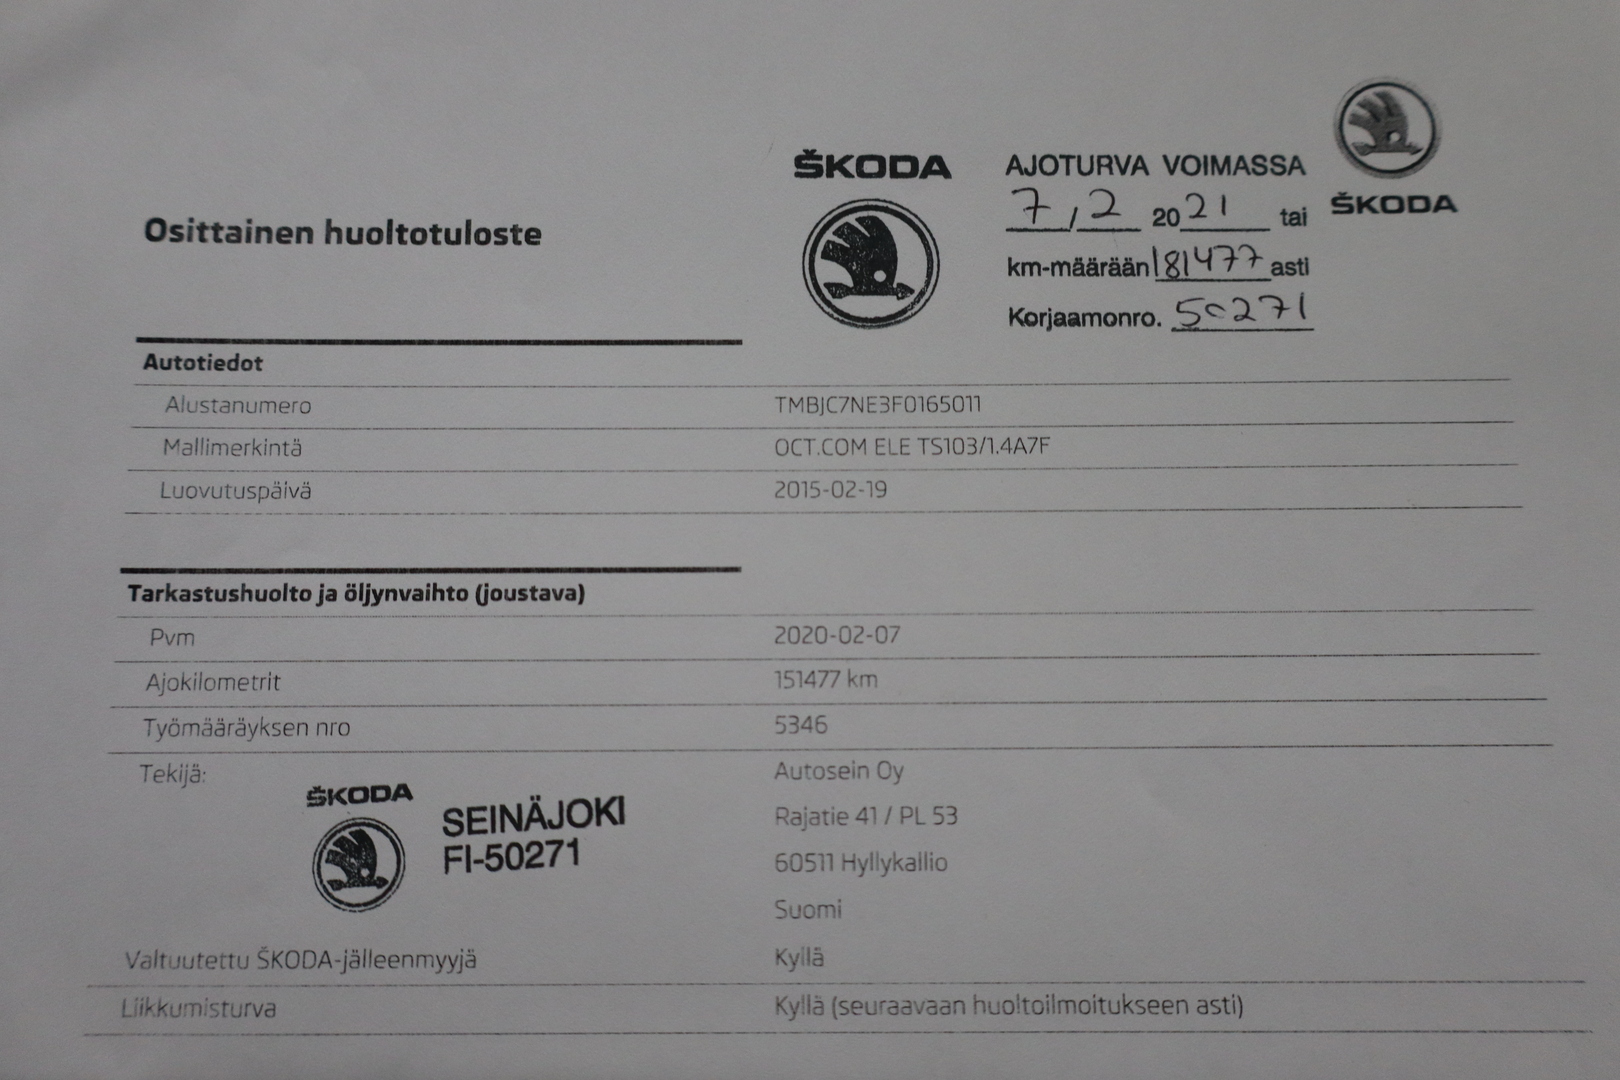 ŠKODA
AJOTURVA VOIMASSA
7,2 2021 tai
ŠKODA
km-määrään 181477 asti
Korjaamonro. 50271
Osittainen huoltotuloste
Autotiedot
Alustanumero TMBJC7NE3F0165011
Mallimerkintä OCT.COM ELE TS103/1.4A7F
Luovutuspäivä 2015-02-19
Tarkastushuolto ja öljynvaihto (joustava)
Pvm 2020-02-07
Ajokilometrit 151477 km
Työmääräyksen nro 5346
Tekijä: Autosein Oy
ŠKODA
SEINÄJOKI
FI-50271
Rajatie 41 / PL 53
60511 Hyllykallio
Suomi
Valtuutettu ŠKODA-jälleenmyyjä Kyllä
Liikkumisturva Kyllä (seuraavaan huoltoilmoitukseen asti)